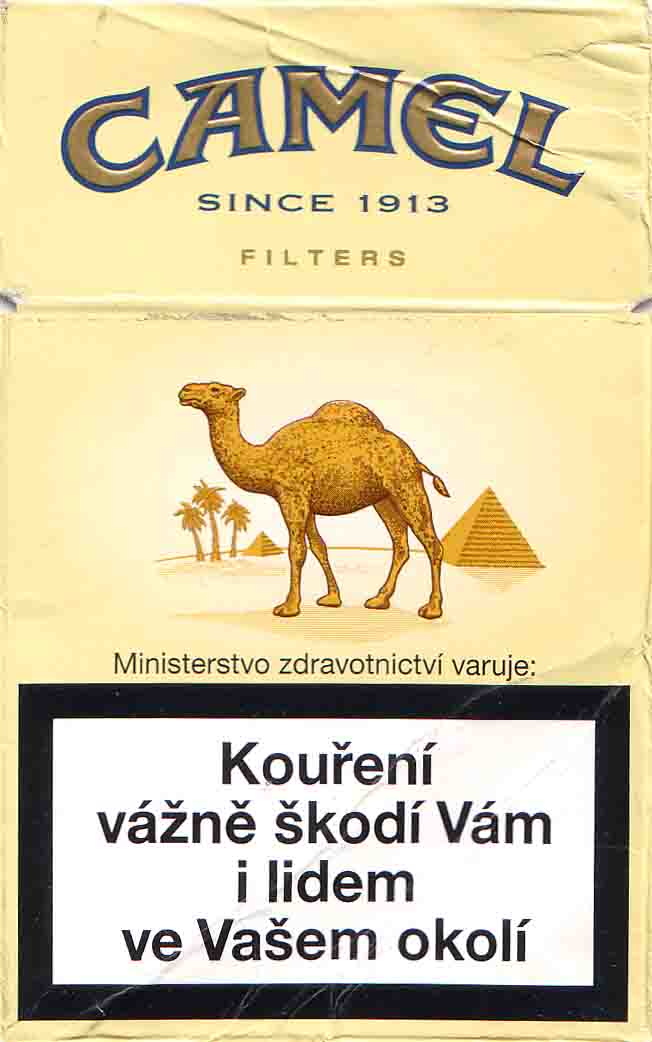 CAMEL
SINCE 1913
FILTERS
Ministerstvo zdravotnictví varuje:
Kouření
vážně škodí Vám
i lidem
ve Vašem okolí